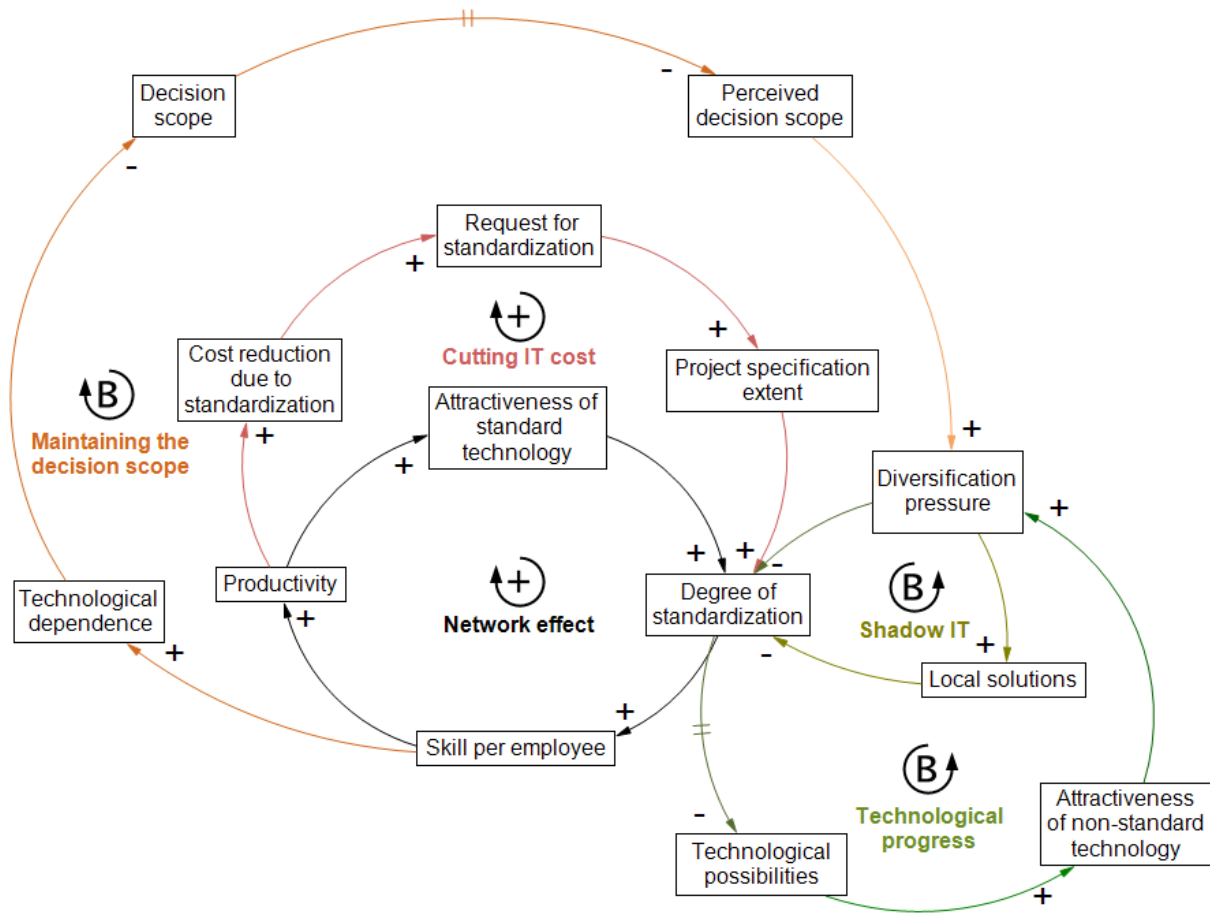 Decision
scope
-
-
Perceived
decision scope
Request for
standardization
+
+
+
Cutting IT cost
Cost reduction
due to
standardization
+
Project specification
extent
B
Maintaining the
decision scope
Attractiveness of
standard
technology
+
+
Diversification
pressure
+
+
Network effect
+
+
-
Productivity
+
Technological
dependence
+
Degree of
standardization
B
Shadow IT
+
-
Local solutions
+
Skill per employee
B
Technological
progress
-
Technological
possibilities
Attractiveness
of non-standard
technology
+